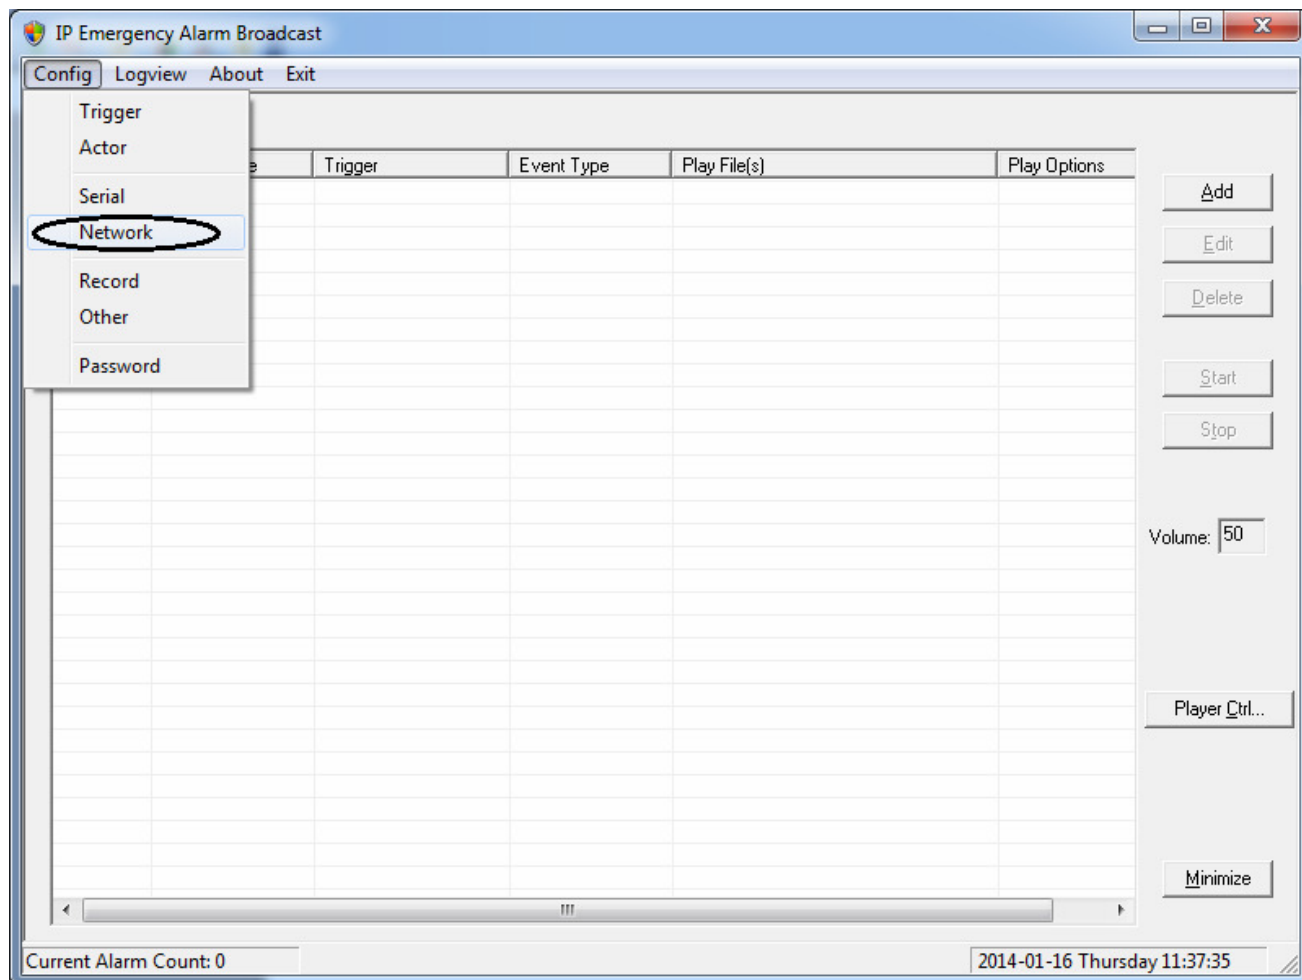 IP Emergency Alarm Broadcast
Config Logview About Exit
Trigger
Actor
Serial
Network
Record
Other
Password
e Trigger Event Type Play File(s) Play Options
Add
Edit
Delete
Start
Stop
Volume: 50
Player Ctrl...
Minimize
Current Alarm Count: 0 2014-01-16 Thursday 11:37:35